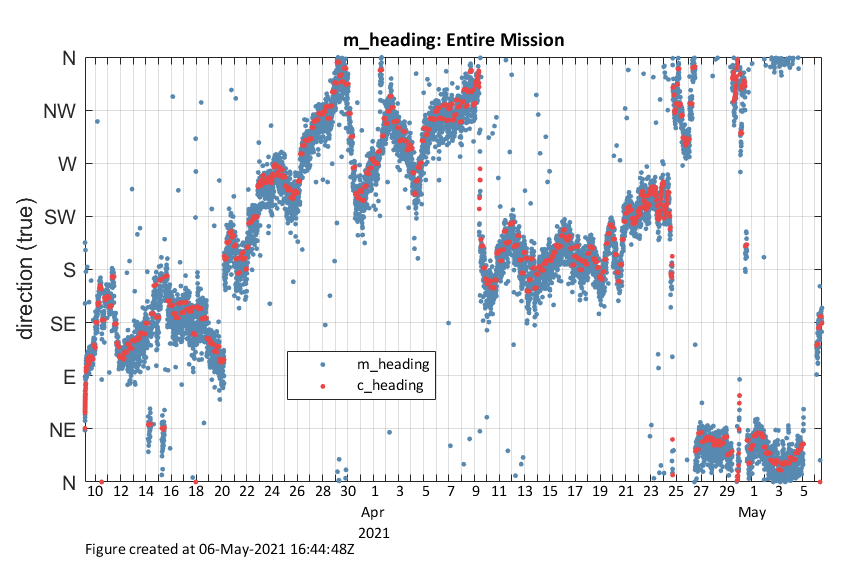 m_heading: Entire Mission
direction (true)
N
NW
W
SW
S
SE
E
NE
N
m_heading
c_heading
10 12 14 16 18 20 22 24 26 28 30 1 3 5 7 9 11 13 15 17 19 21 23 25 27 29 1 3 5
Apr May
2021
Figure created at 06-May-2021 16:44:48Z